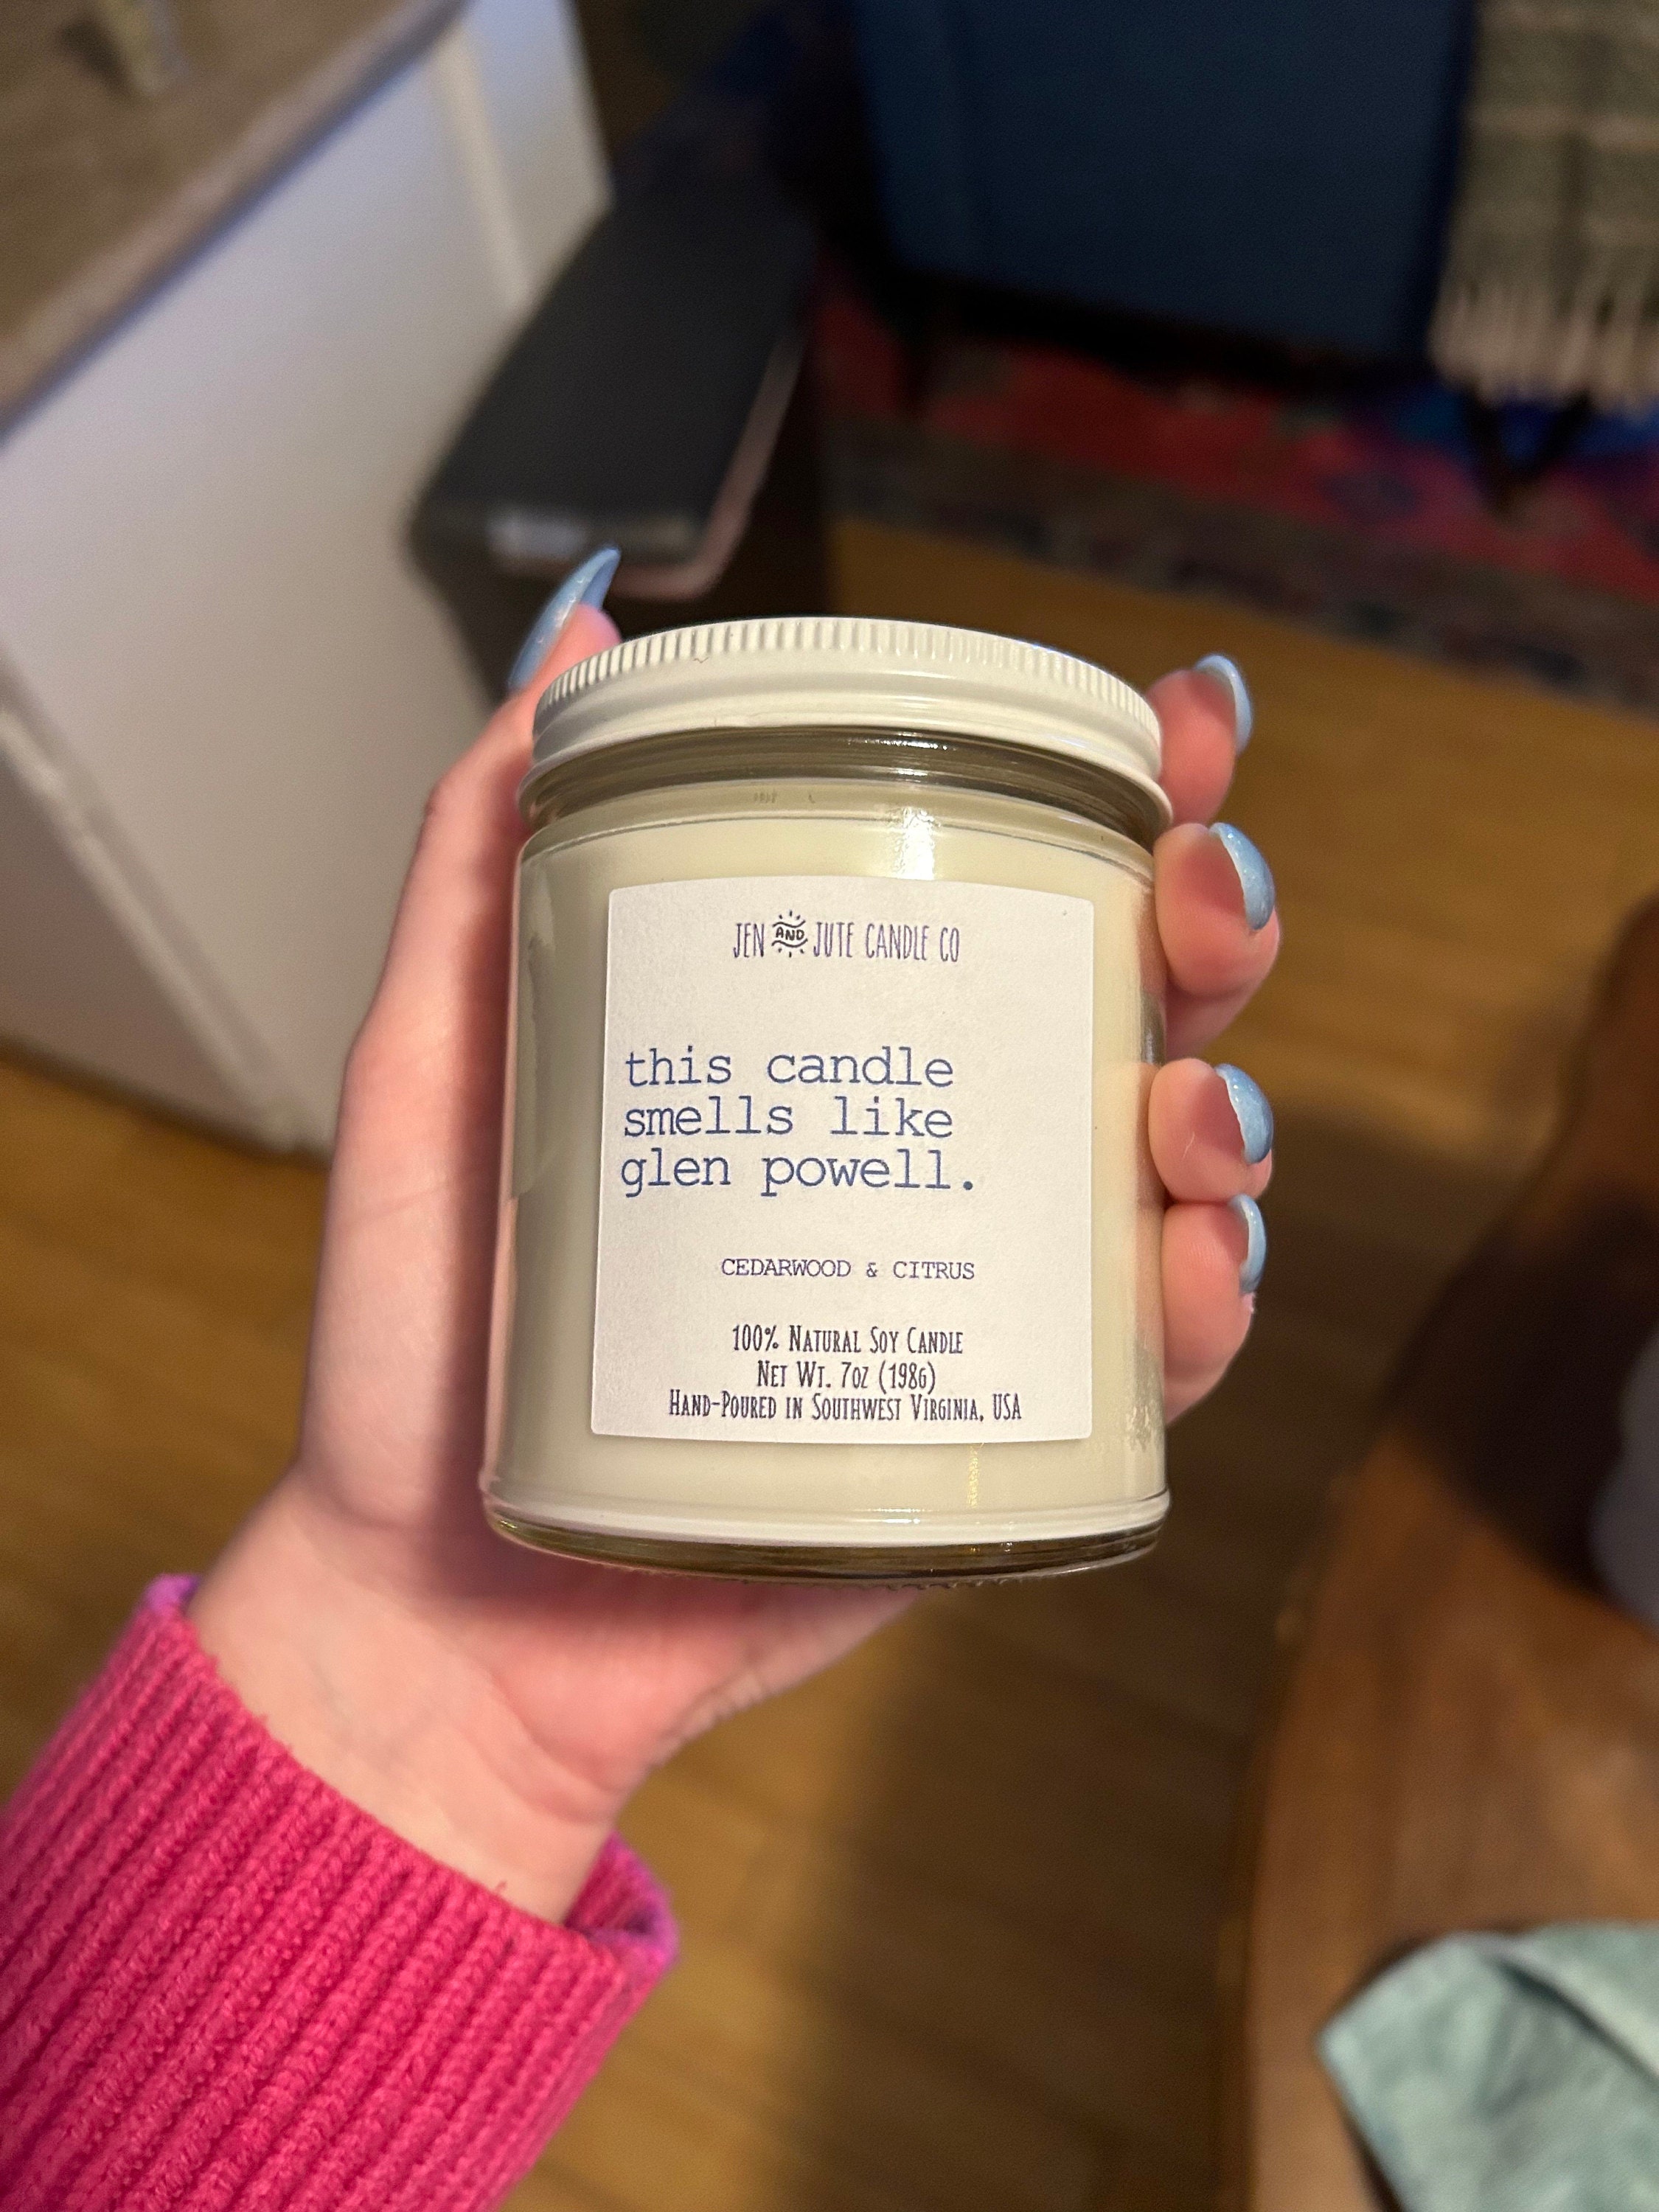 JEN AND JUTE CANDLE CO
this candle
smells like
glen powell.
CEDARWOOD & CITRUS
100% NATURAL SOY CANDLE
NET WT. 7OZ (198G)
HAND-POURED IN SOUTHWEST VIRGINIA, USA